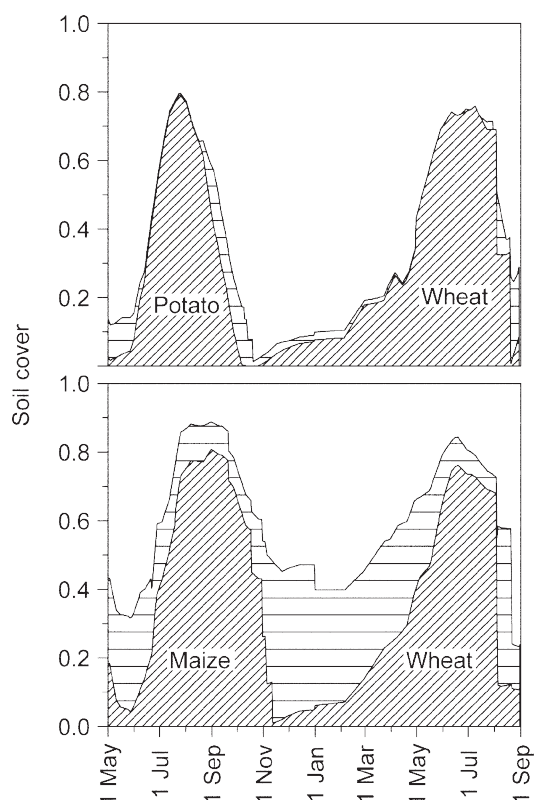 1.0
0.8
0.6
0.4
0.2
Potato
Wheat
Soil cover
1.0
0.8
0.6
0.4
0.2
0.0
Maize
Wheat
1 May
1 Jul
1 Sep
1 Nov
1 Jan
1 Mar
1 May
1 Jul
1 Sep